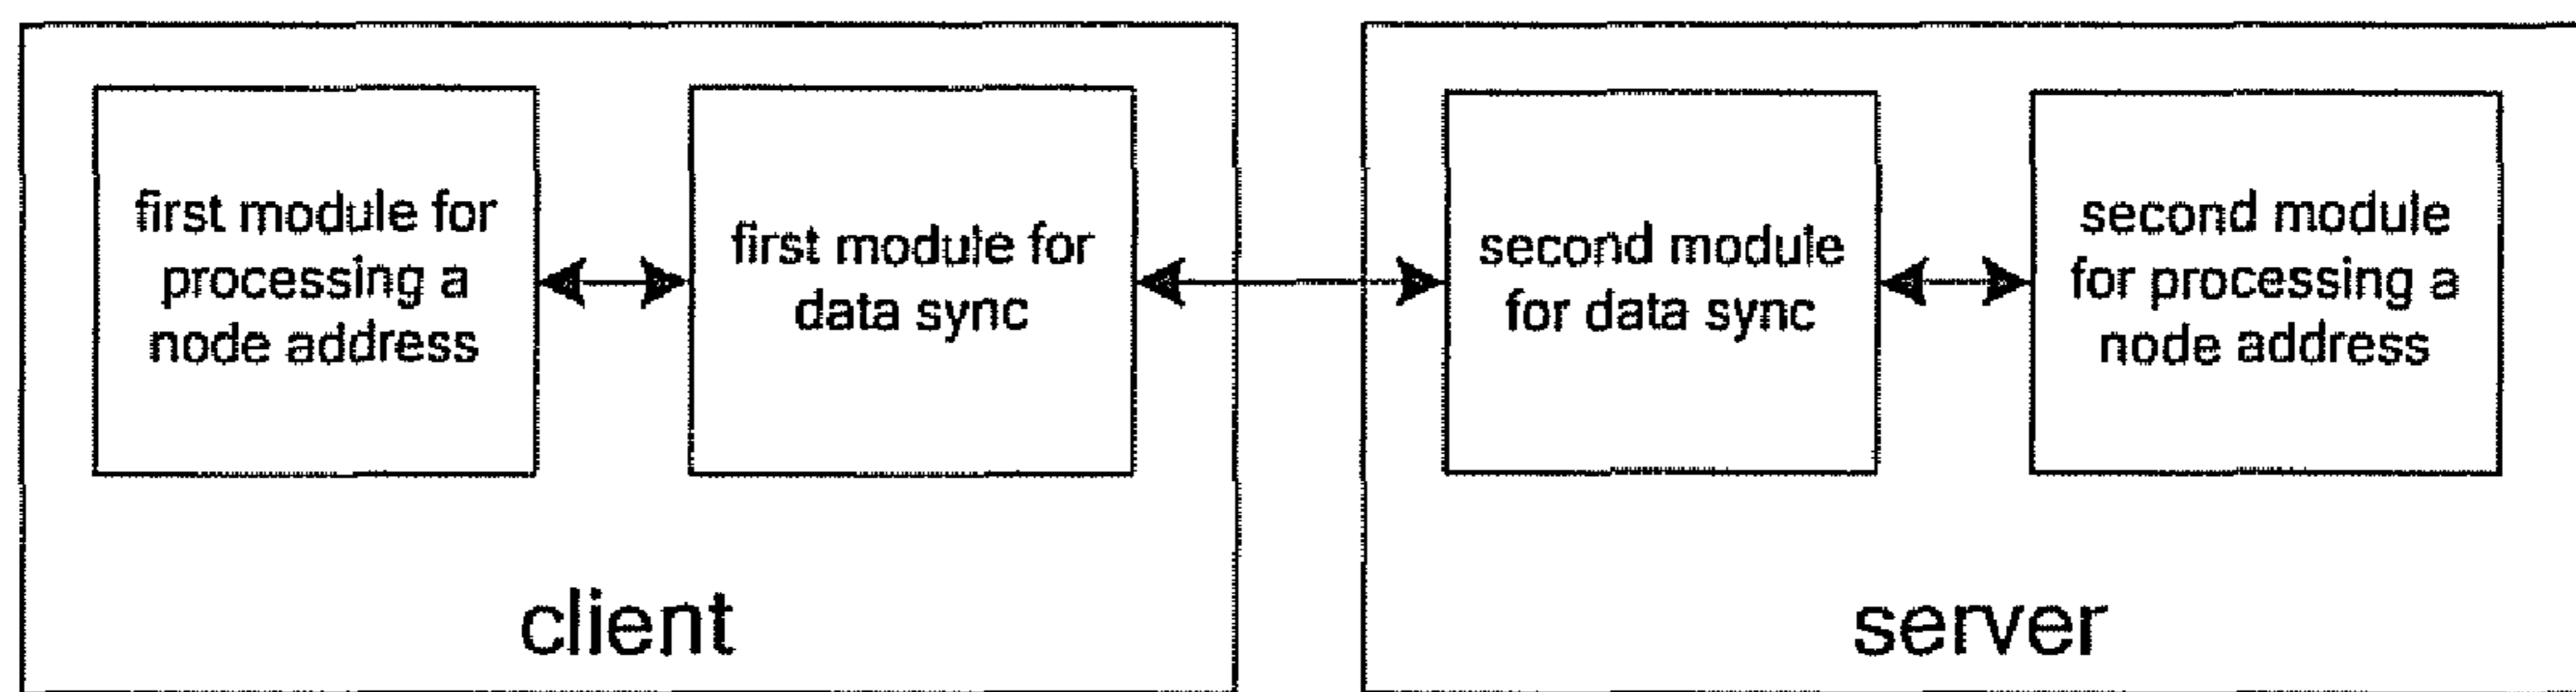 first module for
processing a
node address
first module for
data sync
second module
for data sync
second module
for processing a
node address
client
server